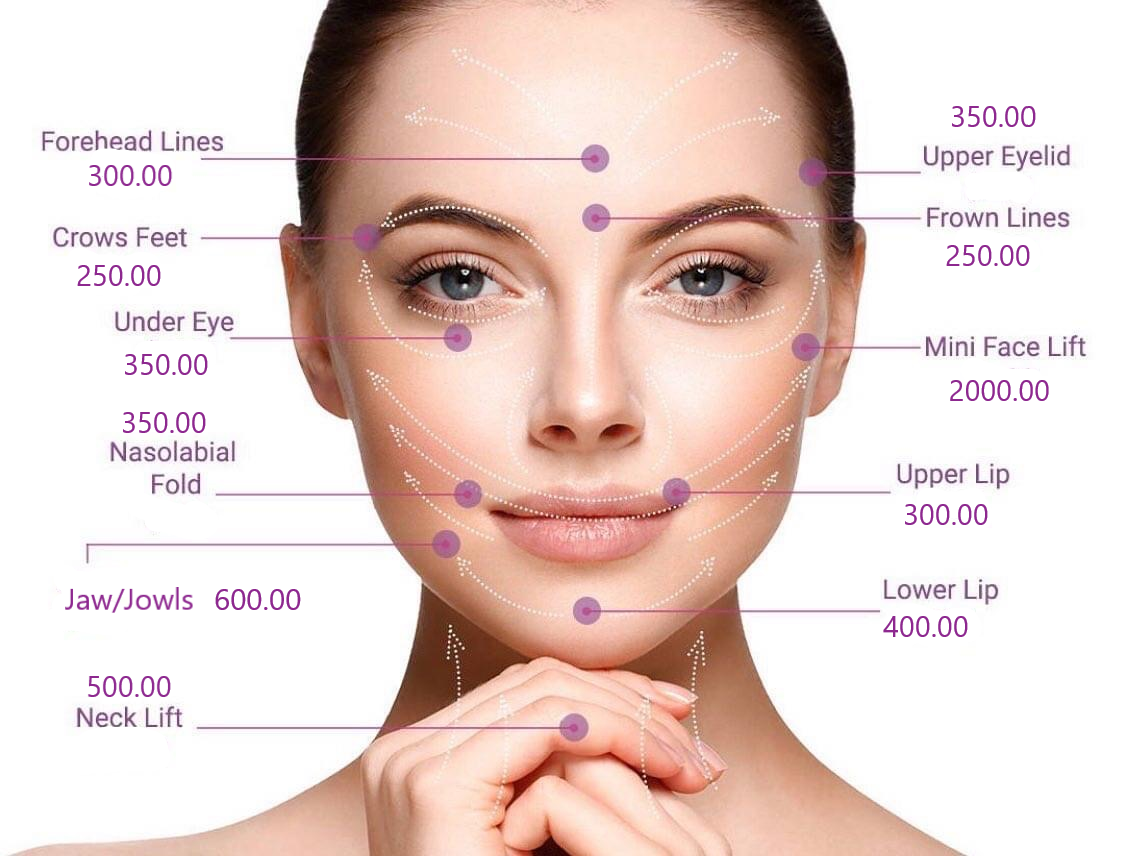 Forehead Lines
300.00
Crows Feet
250.00
Under Eye
350.00
350.00
Nasolabial
Fold
Jaw/Jowls 600.00
500.00
Neck Lift
350.00
Upper Eyelid
Frown Lines
250.00
Mini Face Lift
2000.00
Upper Lip
300.00
Lower Lip
400.00